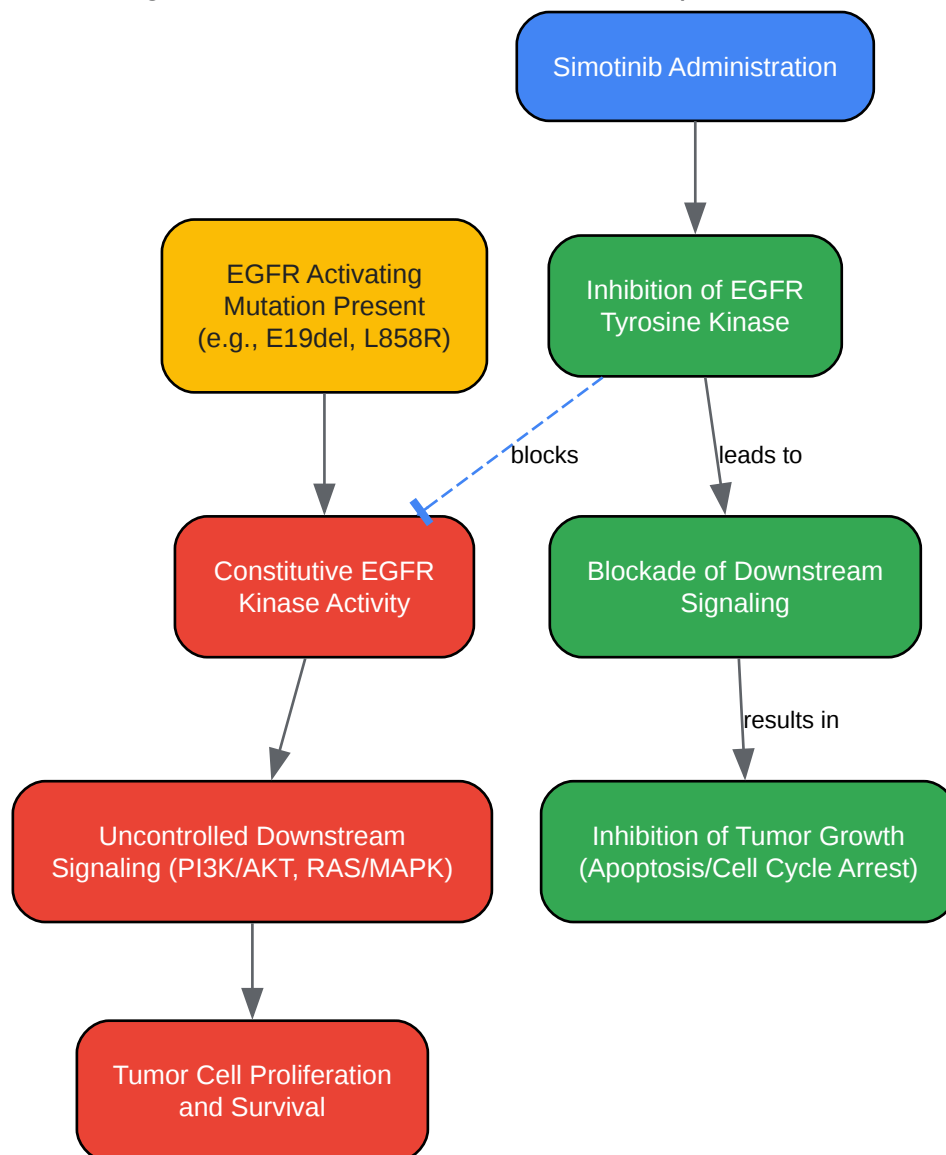 Simotinib Administration
EGFR Activating
Mutation Present
(e.g., E19del, L858R)
Inhibition of EGFR
Tyrosine Kinase
blocks
leads to
Constitutive EGFR
Kinase Activity
Blockade of Downstream
Signaling
results in
Uncontrolled Downstream
Signaling (PI3K/AKT, RAS/MAPK)
Inhibition of Tumor Growth
(Apoptosis/Cell Cycle Arrest)
Tumor Cell Proliferation
and Survival